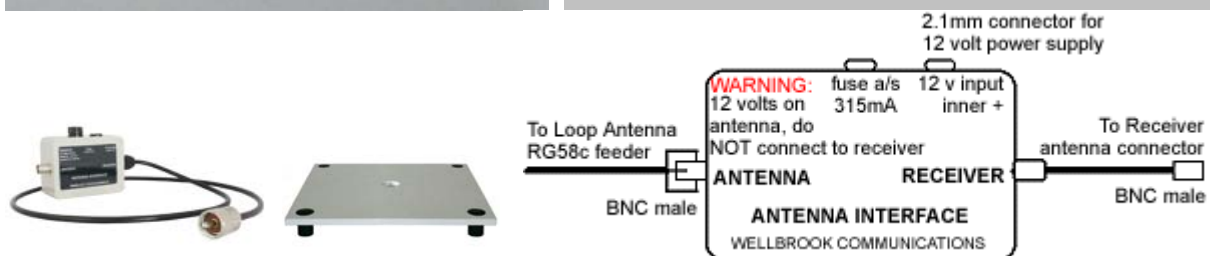 2.1mm connector for
12 volt power supply
WARNING: fuse a/s 12 v input
12 volts on 315mA inner +
antenna, do
NOT connect to receiver
To Loop Antenna
RG58c feeder
To Receiver
antenna connector
ANTENNA RECEIVER
BNC male
BNC male
ANTENNA INTERFACE
WELLBROOK COMMUNICATIONS